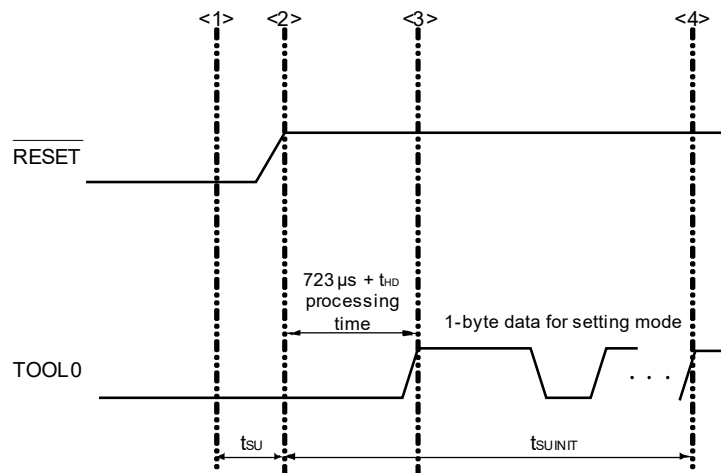 <1> <2> <3> <4>
RESET
723 µs + tHD
processing
time
1-byte data for setting mode
TOOL0
. . .
tSU
tSUINIT